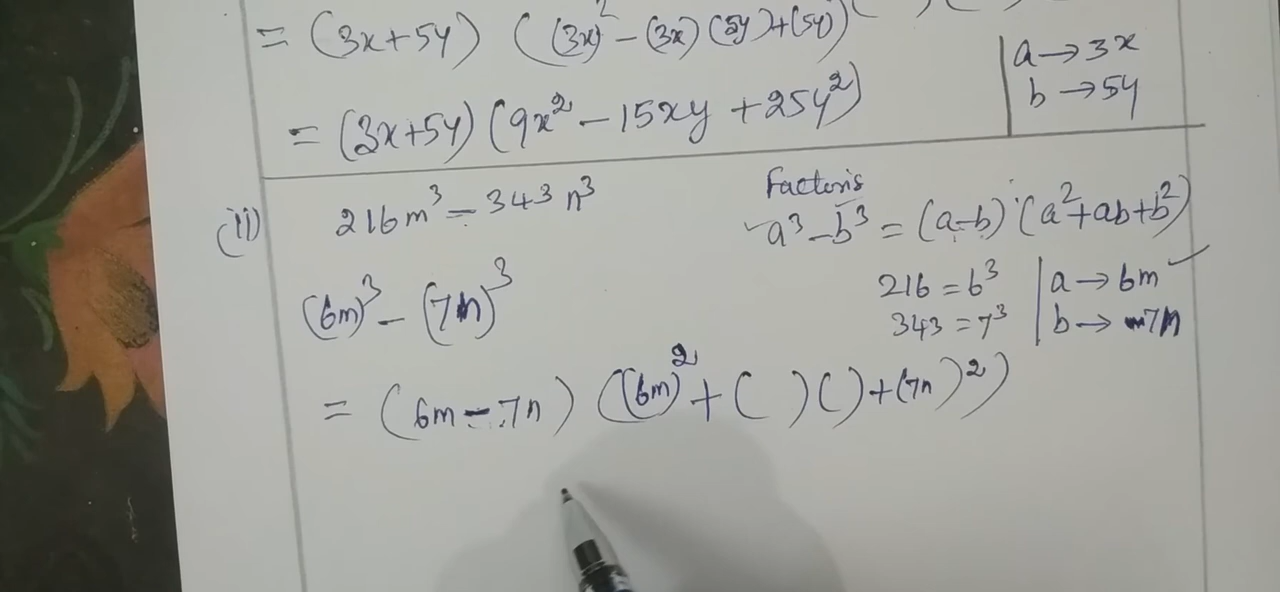 = (3x+5y) ((3x)² - (3x) (5y)+(5y)
a → 3x
b → 5y
= (3x+5y) (9x² - 15xy + 25y²)
(ii) 216m³ - 343n³
Factoris
a³-b³ = (a-b) (a²+ab+b²)
(6m)³ - (7n)³
216 = 6³
343 = 7³
a → 6m
b → 7n
= (6m - 7n) ((6m)² + ( ) ( ) + (7n)²)